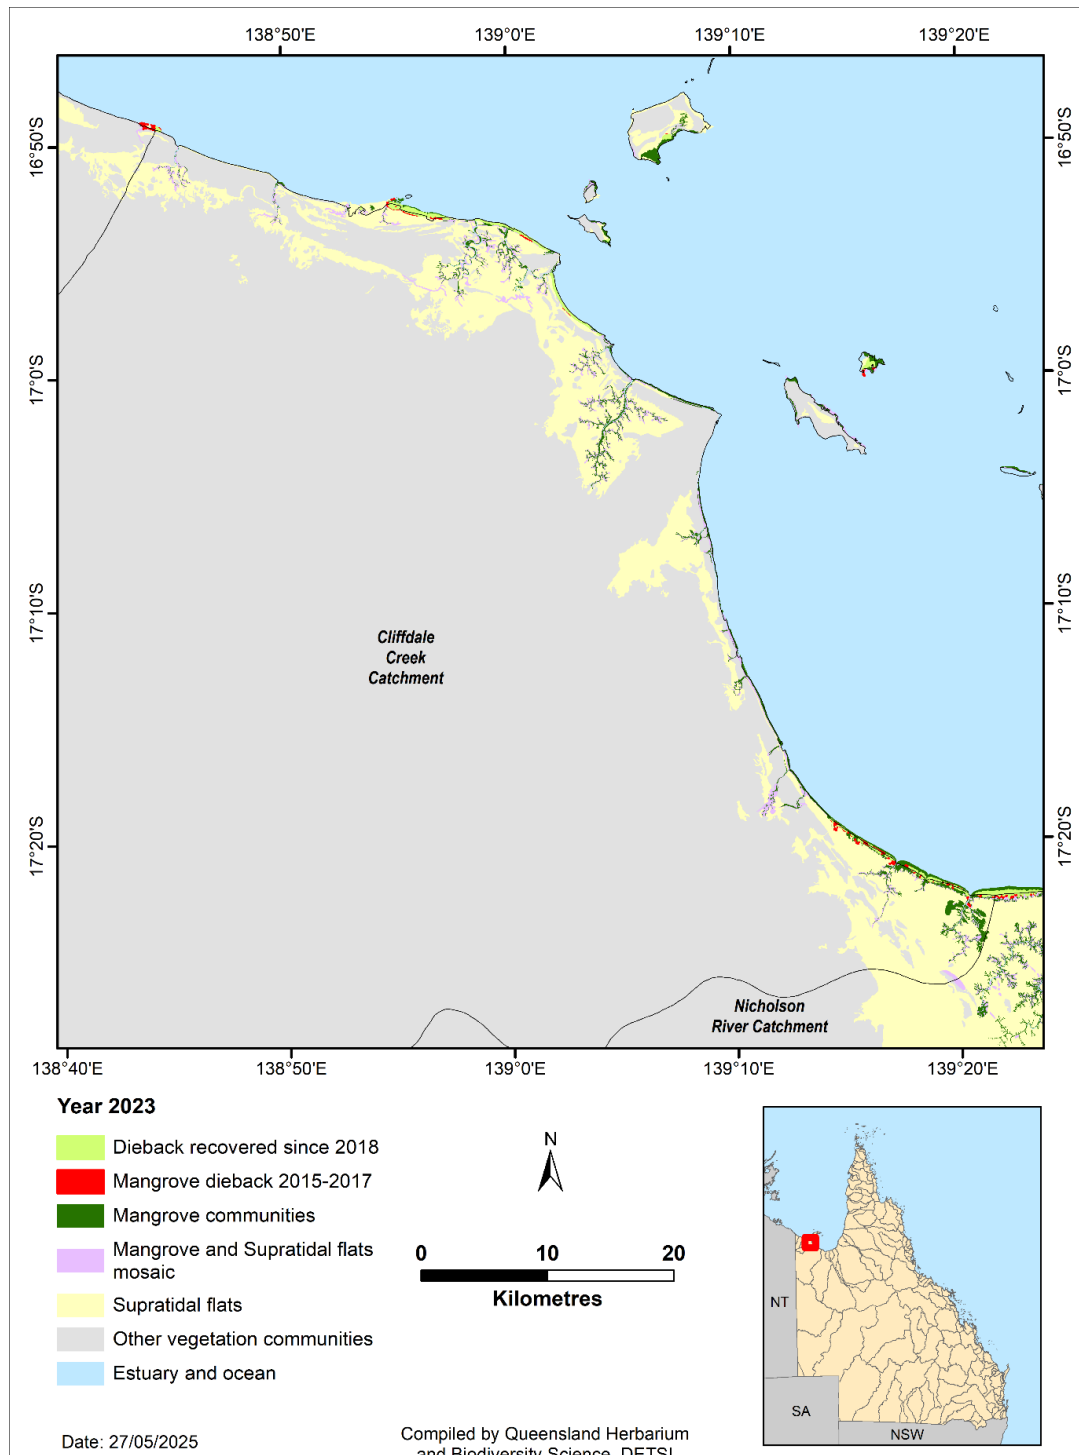 138°50'E 139°0'E 139°10'E 139°20'E
16°50'S
16°50'S
17°0'S
17°0'S
17°10'S
17°10'S
17°20'S
17°20'S
Cliffdale
Creek
Catchment
Nicholson
River Catchment
138°40'E 138°50'E 139°0'E 139°10'E 139°20'E
Year 2023
Dieback recovered since 2018
Mangrove dieback 2015-2017
Mangrove communities
Mangrove and Supratidal flats
mosaic
Supratidal flats
Other vegetation communities
Estuary and ocean
N
0 10 20
Kilometres
NT
SA
NSW
Date: 27/05/2025
Compiled by Queensland Herbarium
and Biodiversity Science, DETSI